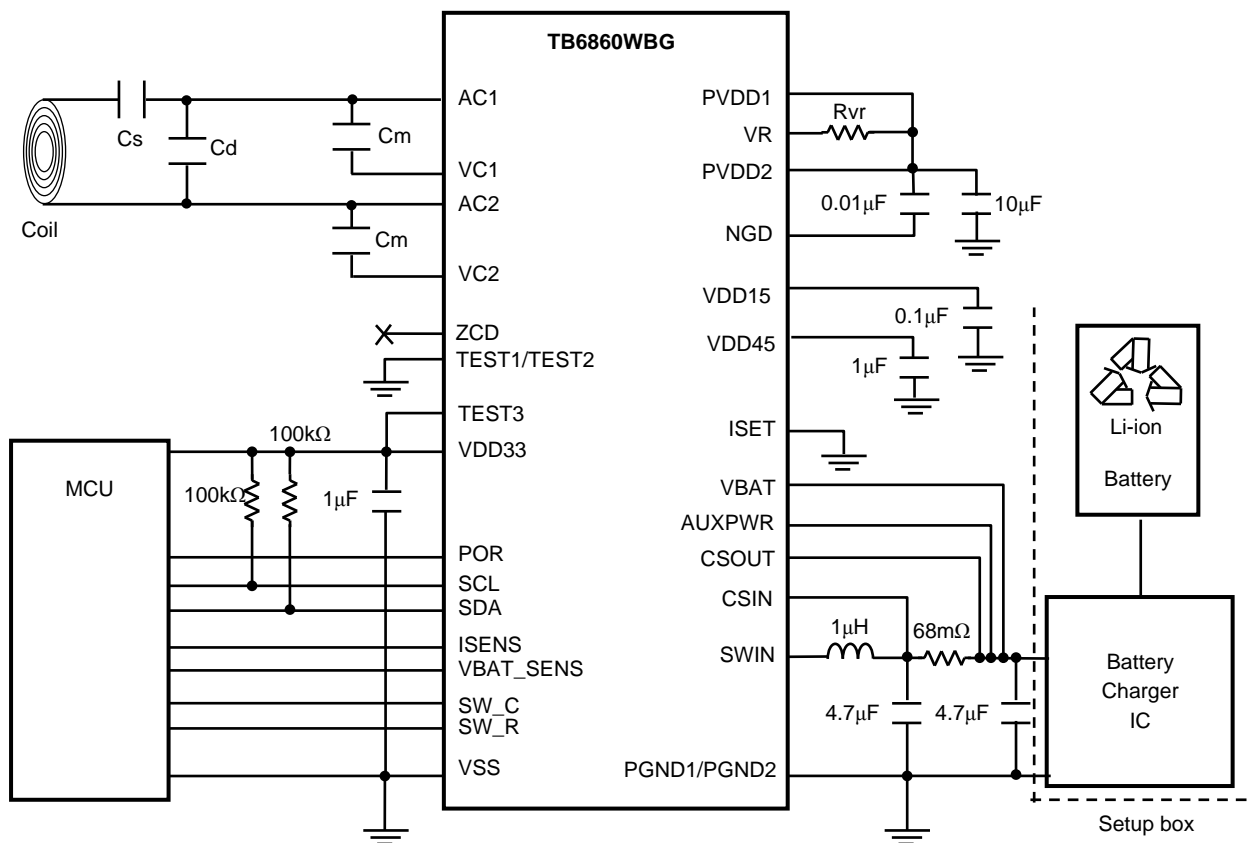 TB6860WBG
AC1
Cs
Cd
Cm
VC1
AC2
Coil
Cm
VC2
ZCD
TEST1/TEST2
TEST3
100kΩ
VDD33
MCU
100kΩ
1μF
POR
SCL
SDA
ISENS
VBAT_SENS
SW_C
SW_R
VSS
PVDD1
Rvr
VR
PVDD2
0.01μF
10μF
NGD
VDD15
0.1μF
VDD45
1μF
ISET
VBAT
AUXPWR
CSOUT
CSIN
1μH
68mΩ
SWIN
4.7μF
4.7μF
PGND1/PGND2
Li-ion
Battery
Battery
Charger
IC
Setup box